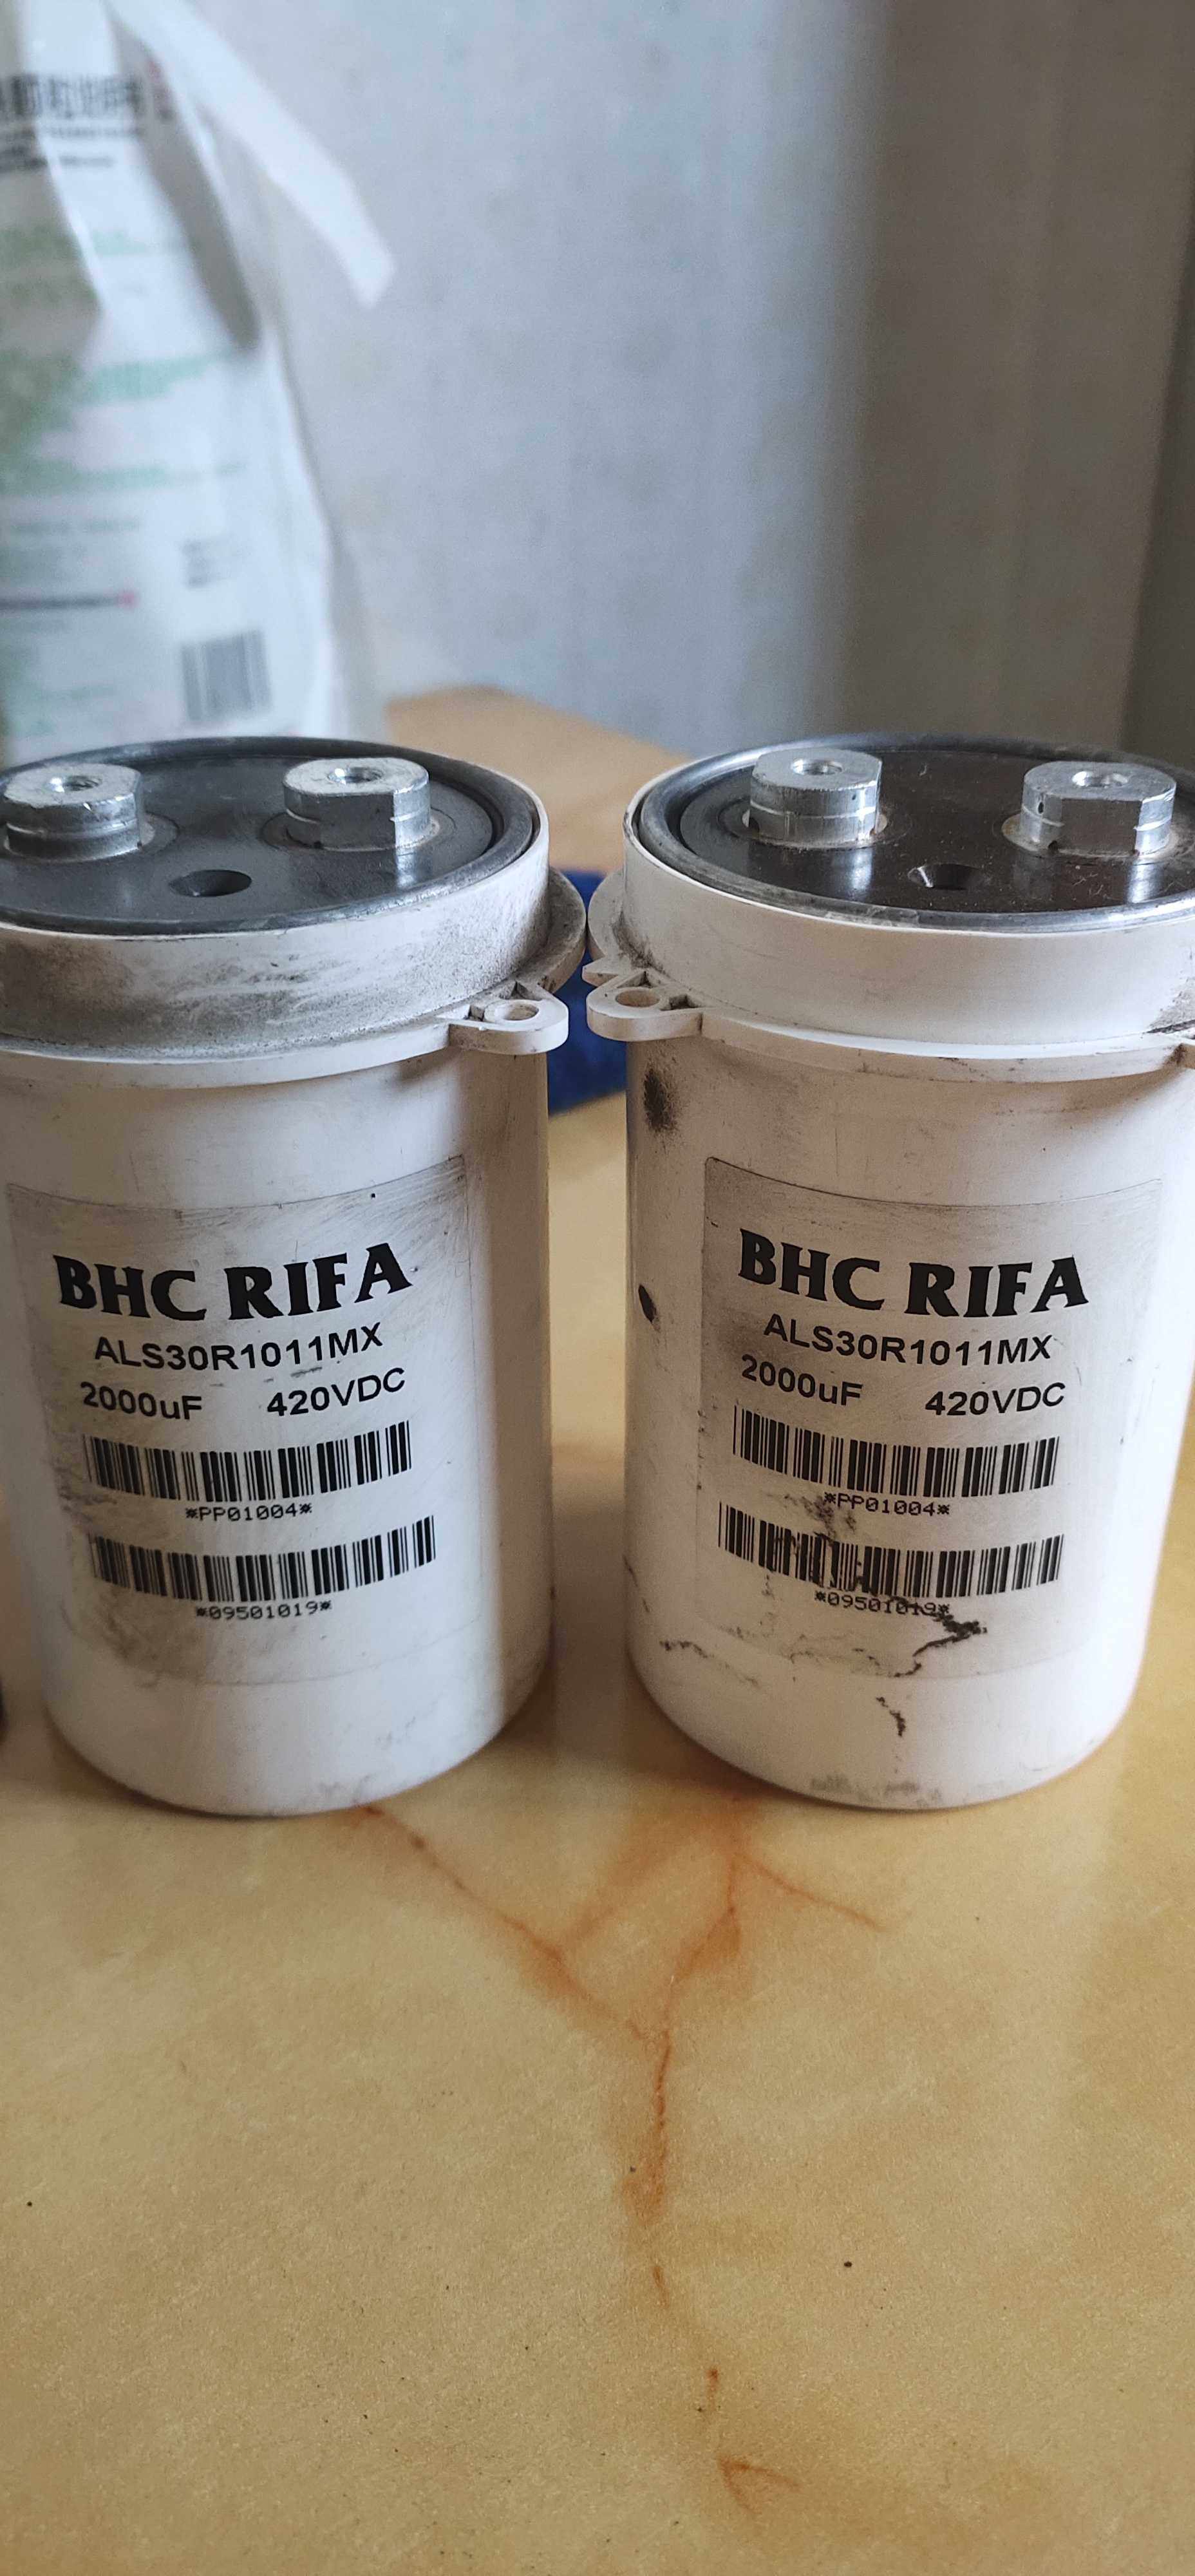 BHC RIFA
ALS30R1011MX
2000uF 420VDC
*PP01004*
*09501019*
BHC RIFA
ALS30R1011MX
2000uF 420VDC
*PP01004*
*09501019*